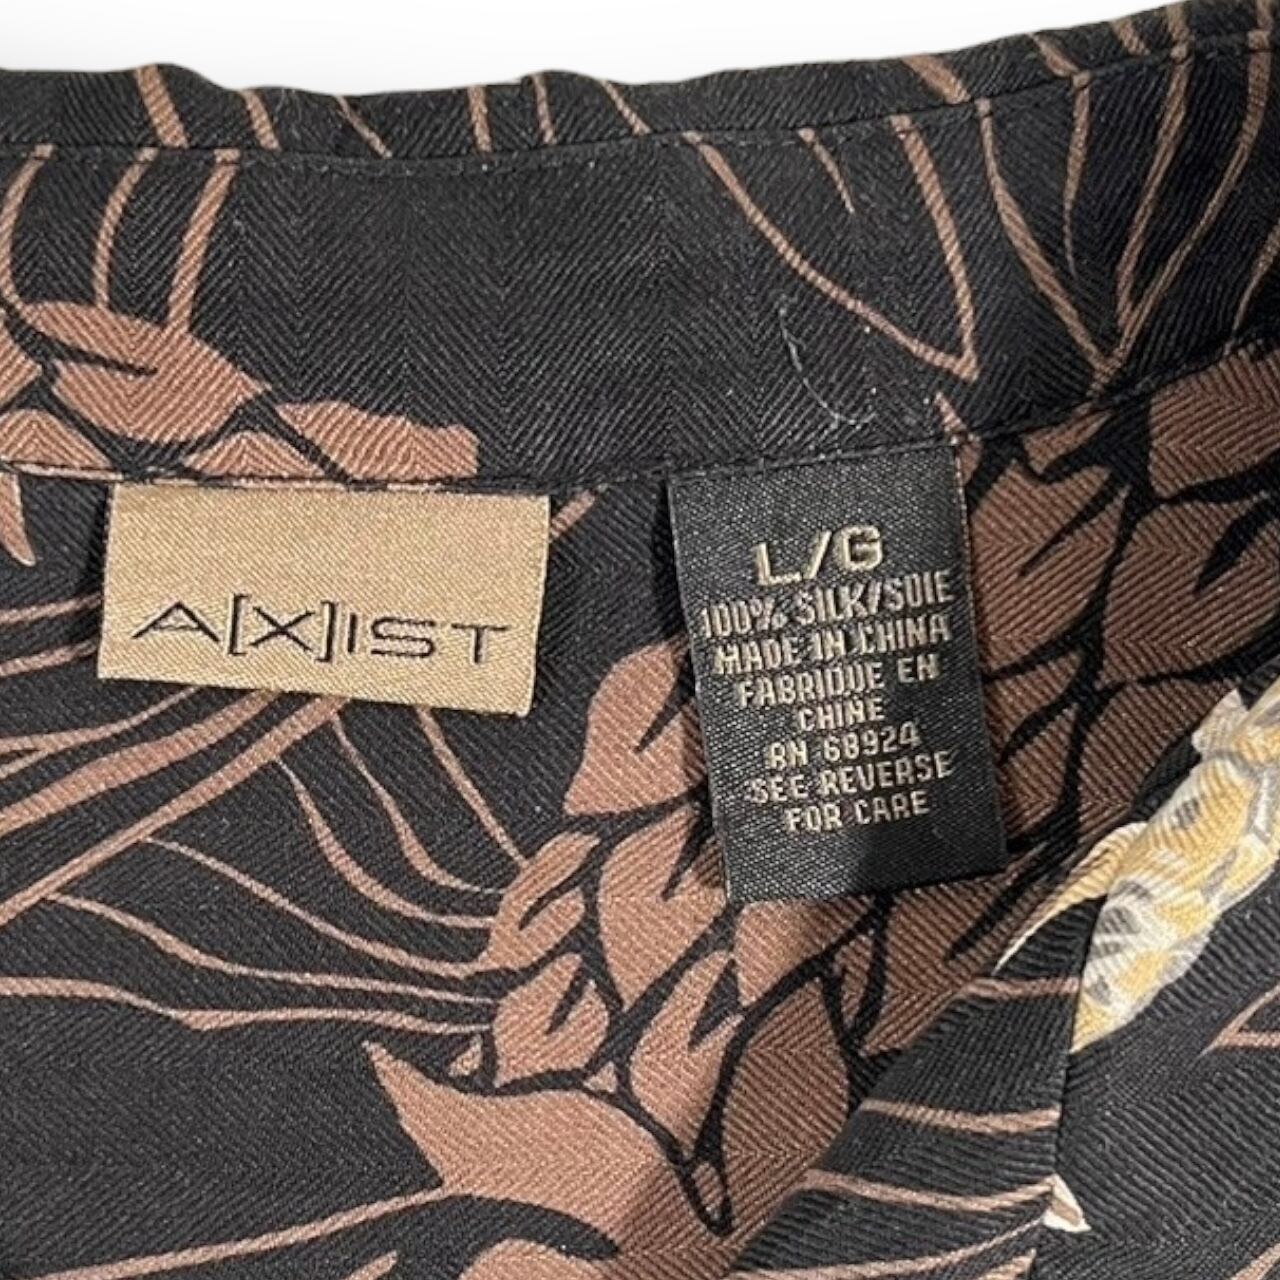 A[X]IST
L/G
100% SILK/SOIE
MADE IN CHINA
FABRIQUE EN
CHINE
RN 68924
SEE REVERSE
FOR CARE